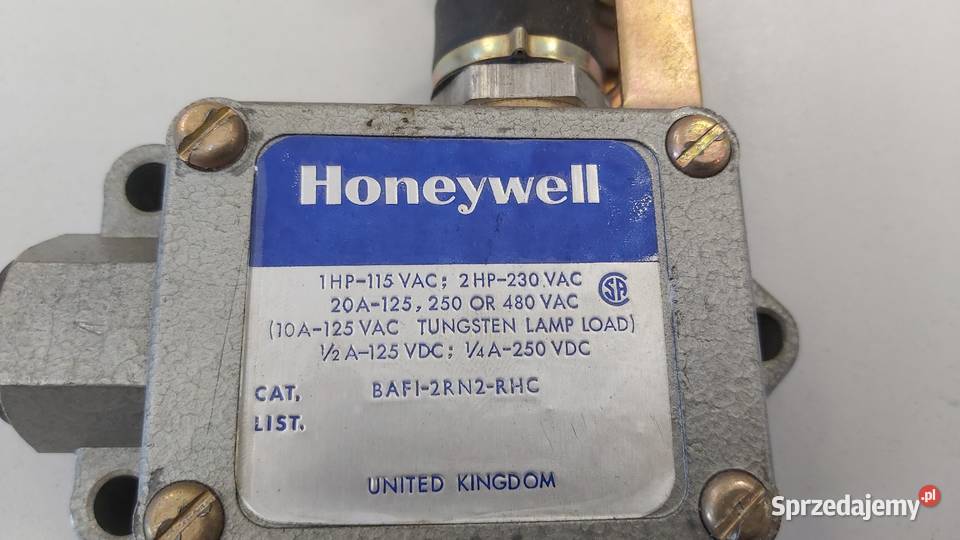 Honeywell
1HP-115 VAC; 2HP-230 VAC
20A-125, 250 OR 480 VAC
(10A-125 VAC TUNGSTEN LAMP LOAD)
½ A-125 VDC; ¼ A-250 VDC
SA
CAT. BAF1-2RN2-RHC
LIST.
UNITED KINGDOM
Sprzedajemy.pl